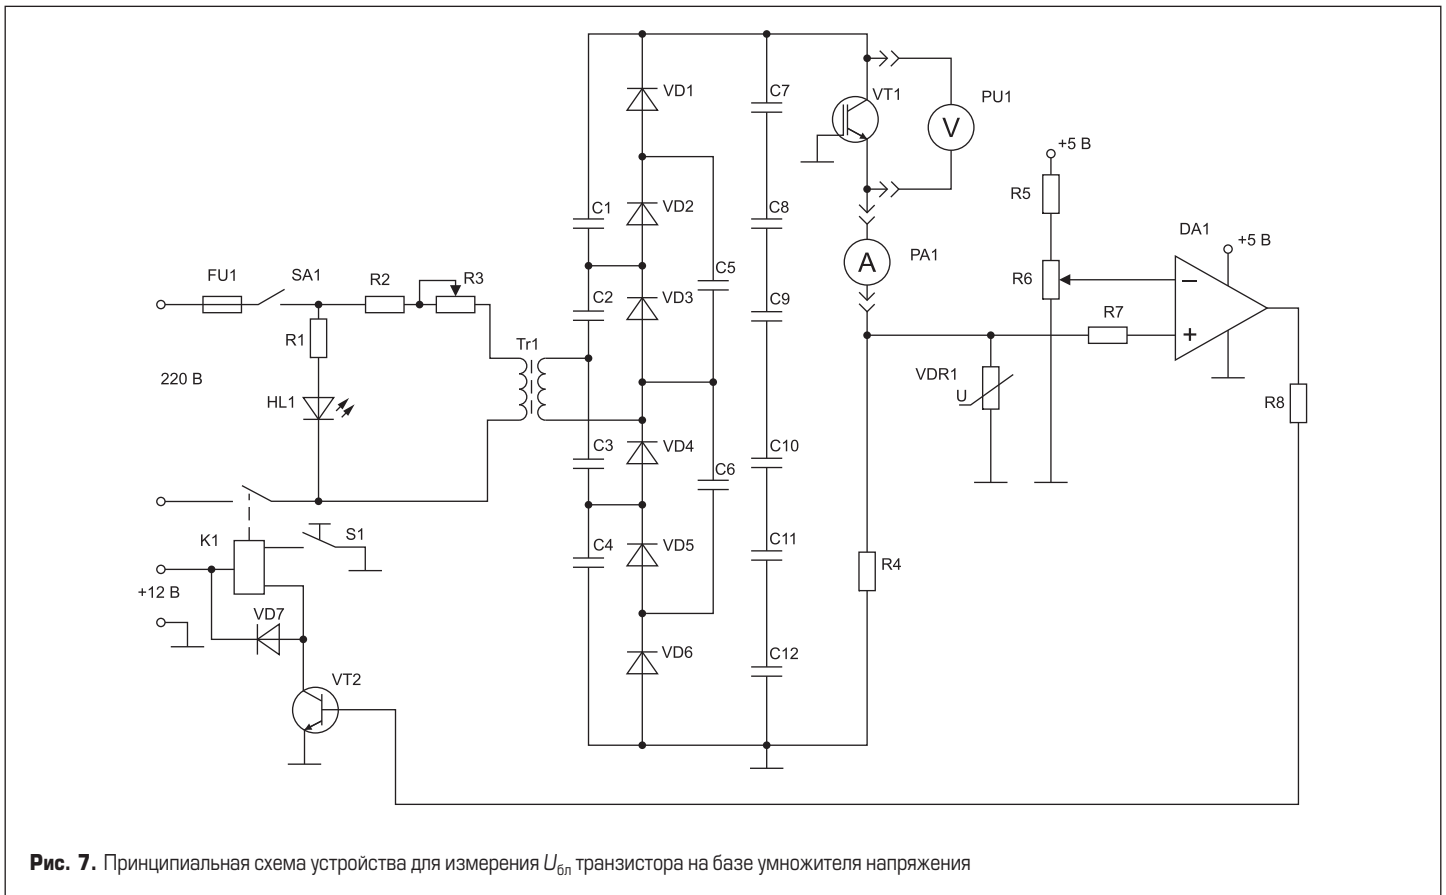 VD1
C7
VT1
PU1
V
+5 В
R5
C1
VD2
C8
DA1
+5 В
PA1
A
FU1
SA1
R2
R3
C5
R6
−
C2
VD3
C9
R7
+
R1
Tr1
220 В
VDR1
U
HL1
R8
C3
VD4
C6
C10
K1
S1
C4
VD5
C11
R4
+12 В
VD7
VD6
C12
VT2
Рис. 7. Принципиальная схема устройства для измерения Uбл транзистора на базе умножителя напряжения